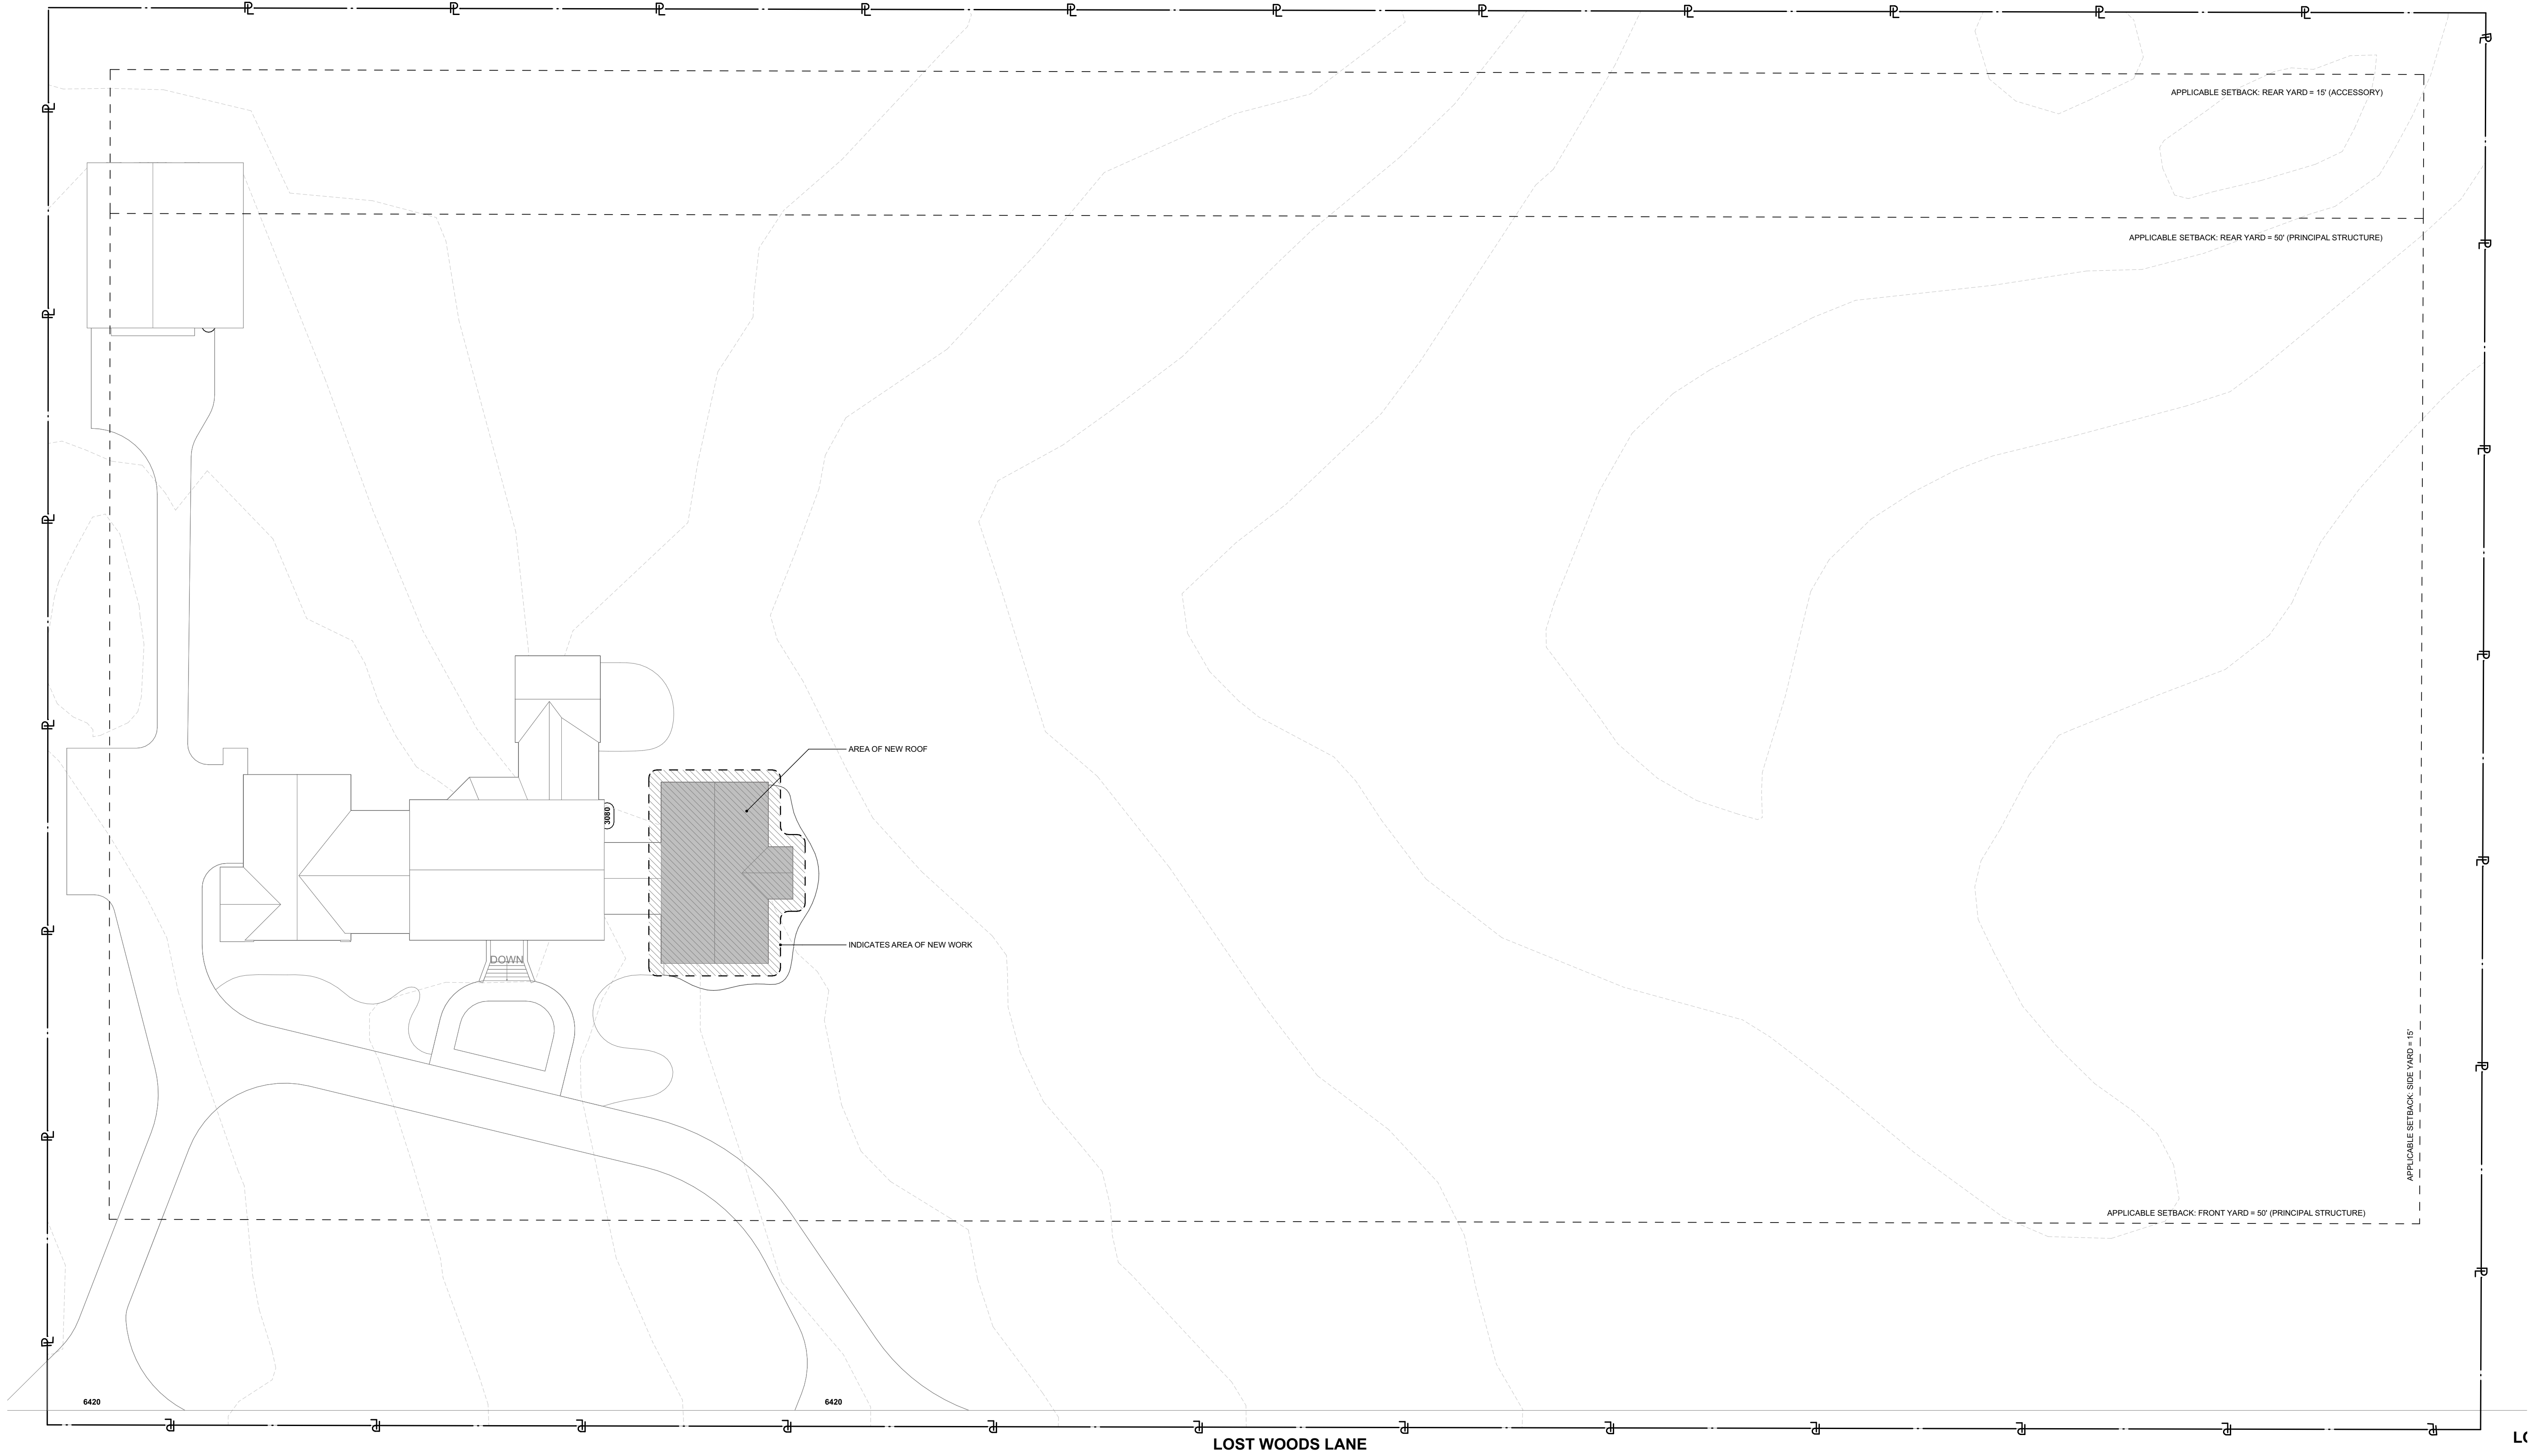 APPLICABLE SETBACK: REAR YARD = 15' (ACCESSORY)
APPLICABLE SETBACK: REAR YARD = 50' (PRINCIPAL STRUCTURE)
AREA OF NEW ROOF
3080
INDICATES AREA OF NEW WORK
DOWN
APPLICABLE SETBACK: SIDE YARD = 15'
APPLICABLE SETBACK: FRONT YARD = 50' (PRINCIPAL STRUCTURE)
6420
6420
LOST WOODS LANE